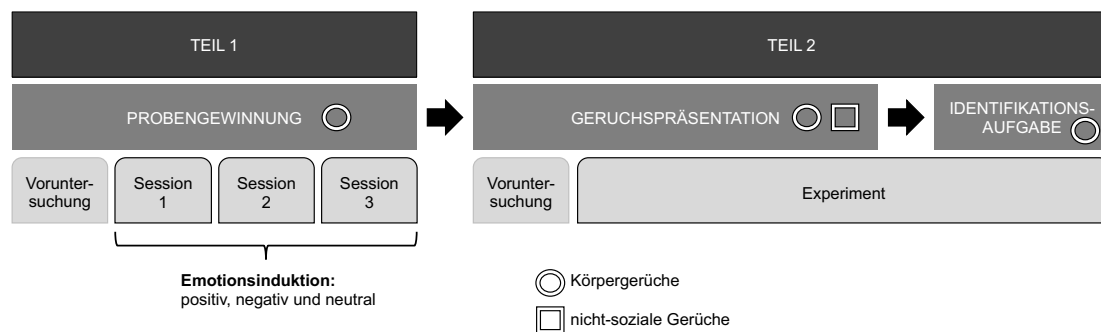 TEIL 1
TEIL 2
PROBENGEWINNUNG
GERUCHSPRÄSENTATION
IDENTIFIKATIONS-
AUFGABE
Vorunter-
suchung
Session
1
Session
2
Session
3
Vorunter-
suchung
Experiment
Emotionsinduktion:
positiv, negativ und neutral
Körpergerüche
nicht-soziale Gerüche